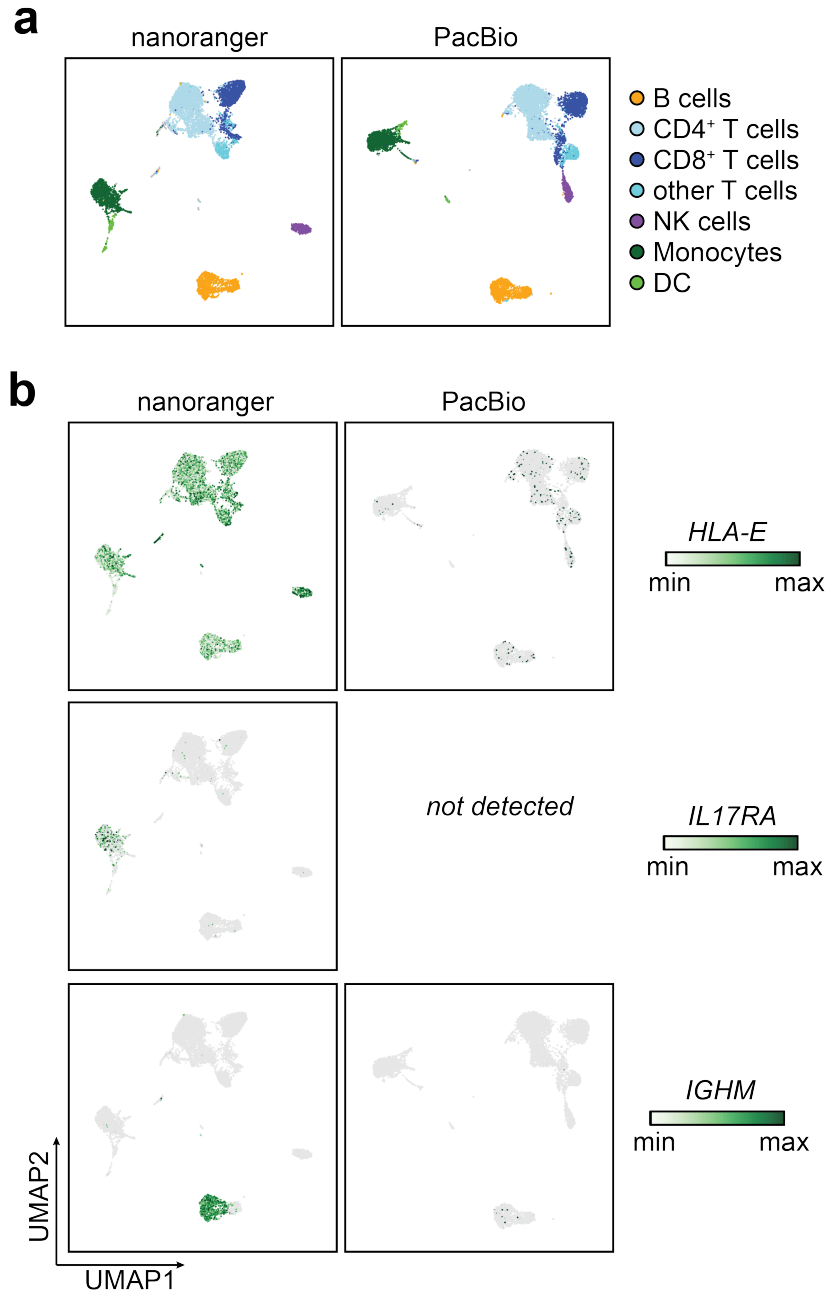 a
nanoranger PacBio
B cells
CD4⁺ T cells
CD8⁺ T cells
other T cells
NK cells
Monocytes
DC
b
nanoranger PacBio
HLA-E
min max
not detected
IL17RA
min max
IGHM
min max
UMAP2
UMAP1